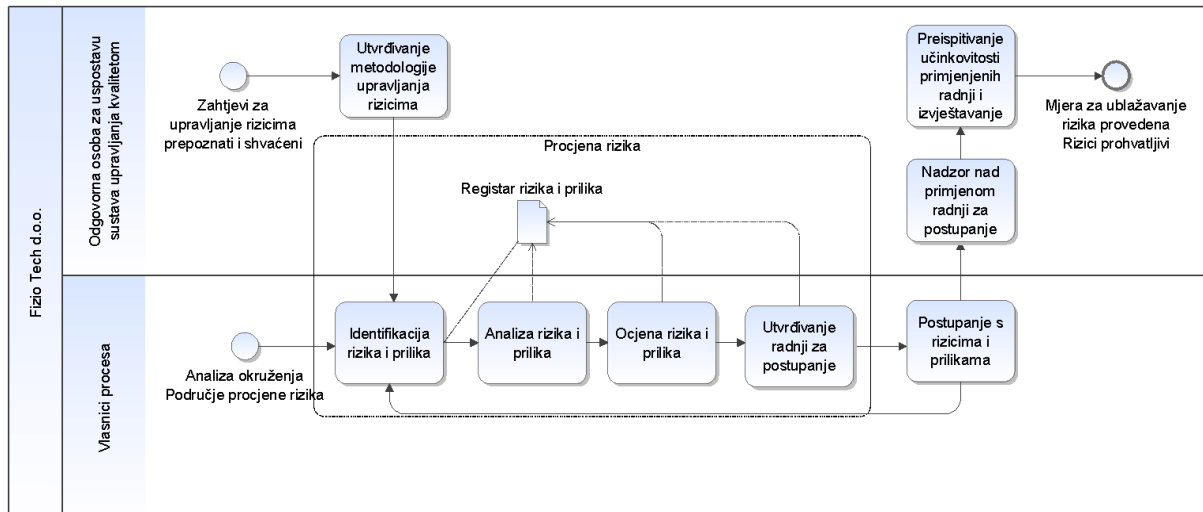 Fizio Tech d.o.o.
Odgovorna osoba za uspostavu
sustava upravljanja kvalitetom
Zahtjevi za
upravljanje rizicima
prepoznati i shvaćeni
Utvrđivanje
metodologije
upravljanja
rizicima
Procjena rizika
Registar rizika i prilika
Preispitivanje
učinkovitosti
primjenjenih
radnji i
izvještavanje
Mjera za ublažavanje
rizika provedena
Rizici prohvatljivi
Nadzor nad
primjenom
radnji za
postupanje
Vlasnici procesa
Analiza okruženja
Područje procjene rizika
Identifikacija
rizika i prilika
Analiza rizika i
prilika
Ocjena rizika i
prilika
Utvrđivanje
radnji za
postupanje
Postupanje s
rizicima i
prilikama